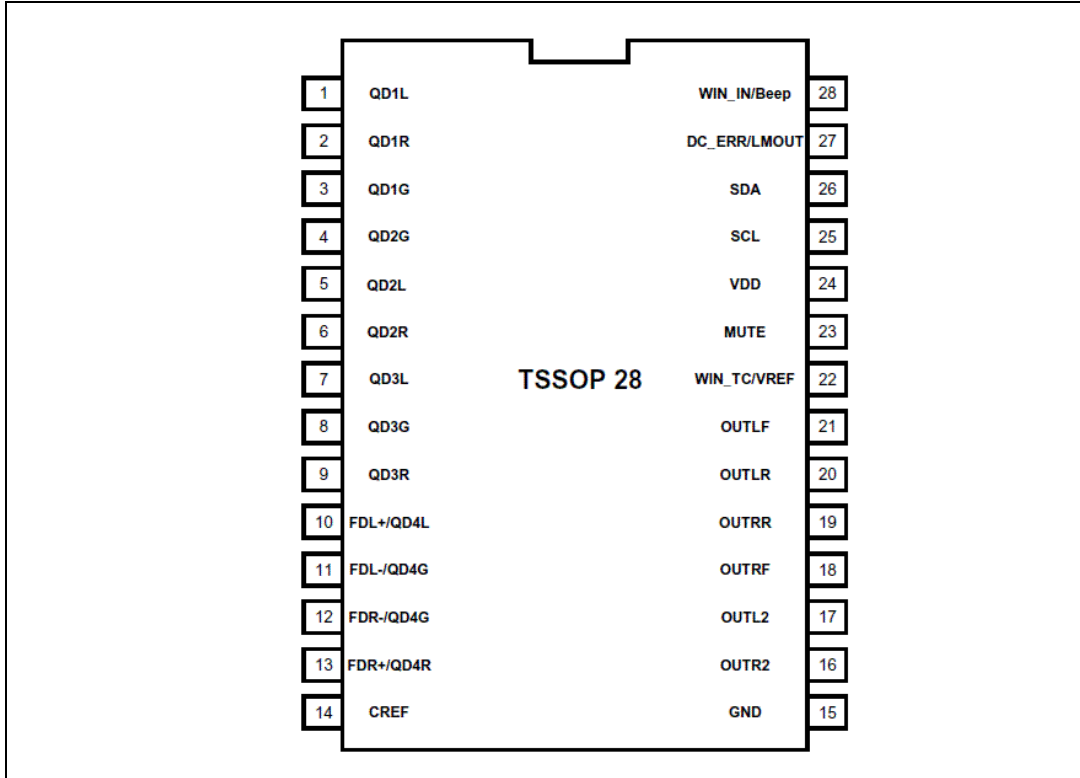 1 QD1L WIN_IN/Beep 28
2 QD1R DC_ERR/LMOUT 27
3 QD1G SDA 26
4 QD2G SCL 25
5 QD2L VDD 24
6 QD2R MUTE 23
7 QD3L TSSOP 28 WIN_TC/VREF 22
8 QD3G OUTLF 21
9 QD3R OUTLR 20
10 FDL+/QD4L OUTRR 19
11 FDL-/QD4G OUTRF 18
12 FDR-/QD4G OUTL2 17
13 FDR+/QD4R OUTR2 16
14 CREF GND 15